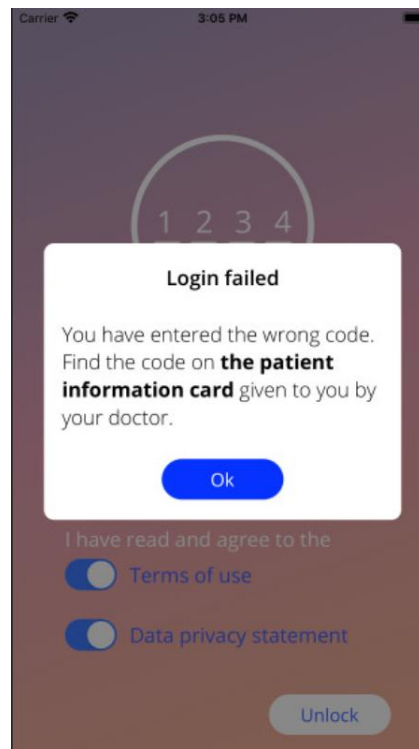 Carrier 3:05 PM
1 2 3 4
Login failed
You have entered the wrong code.
Find the code on the patient
information card given to you by
your doctor.
Ok
I have read and agree to the
Terms of use
Data privacy statement
Unlock